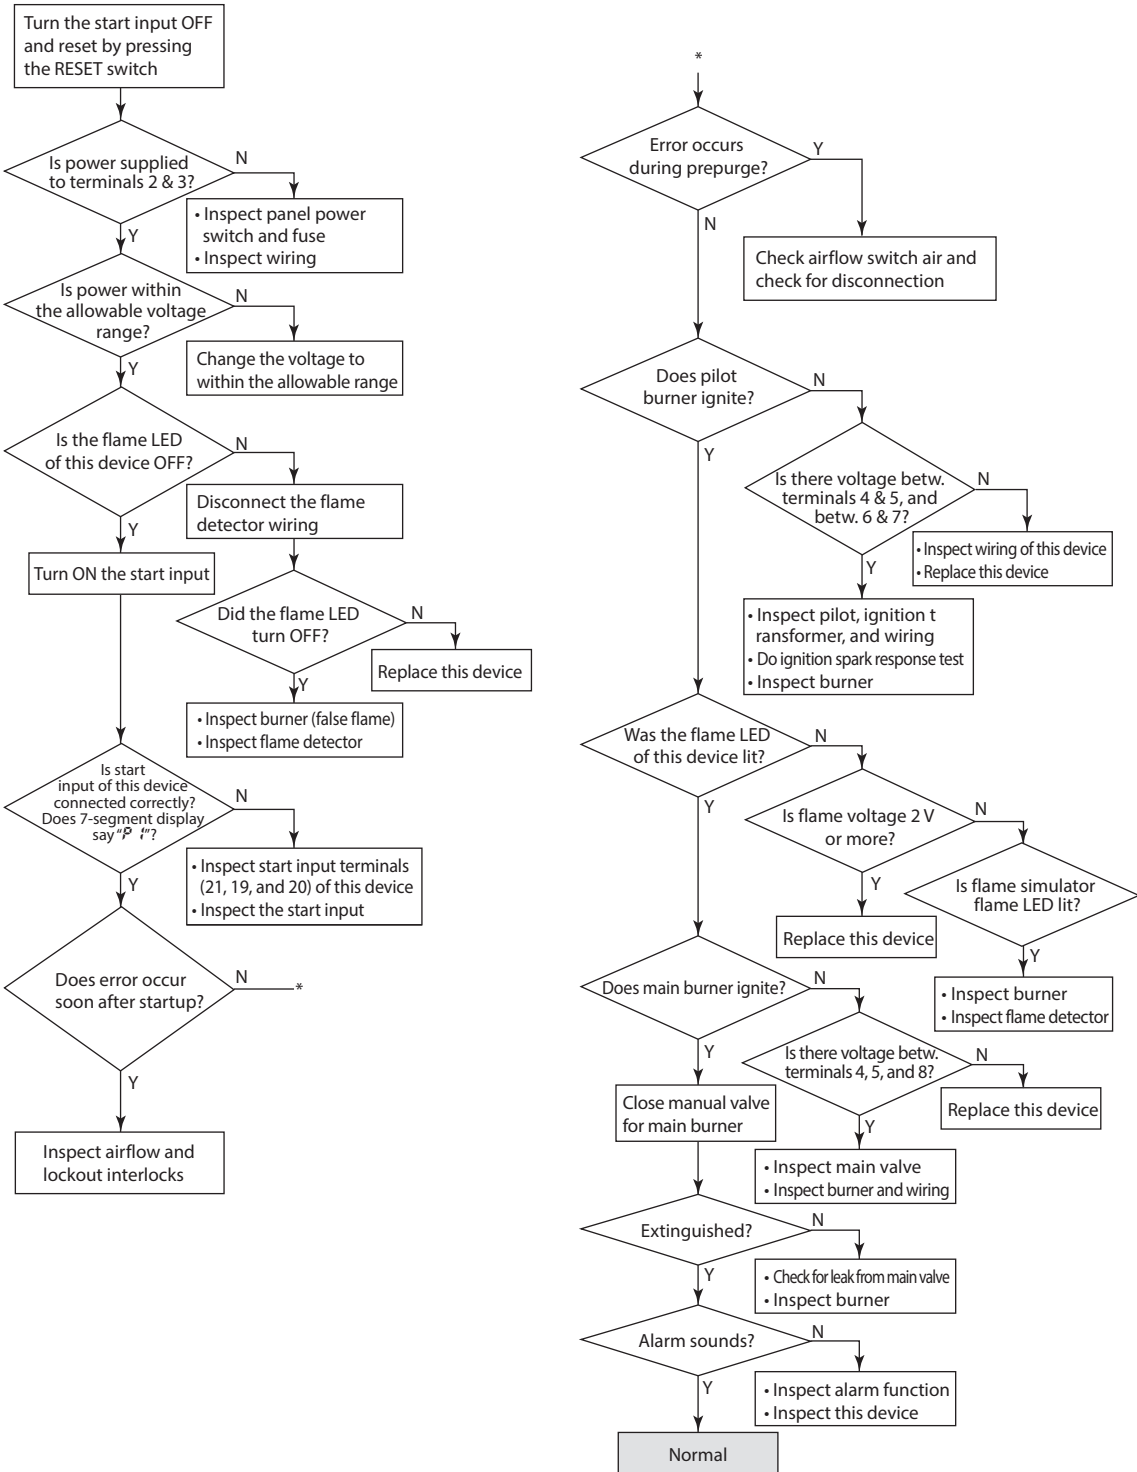 Turn the start input OFF
and reset by pressing
the RESET switch
Is power supplied
to terminals 2 & 3?
N
• Inspect panel power
switch and fuse
• Inspect wiring
Y
Is power within
the allowable voltage
range?
N
Change the voltage to
within the allowable range
Y
Is the flame LED
of this device OFF?
N
Disconnect the flame
detector wiring
Y
Turn ON the start input
Did the flame LED
turn OFF?
N
Replace this device
Y
• Inspect burner (false flame)
• Inspect flame detector
Is start
input of this device
connected correctly?
Does 7-segment display
say “P 1”?
N
• Inspect start input terminals
(21, 19, and 20) of this device
• Inspect the start input
Y
Does error occur
soon after startup?
N
*
Y
Inspect airflow and
lockout interlocks
*
Error occurs
during prepurge?
Y
N
Check airflow switch air and
check for disconnection
Does pilot
burner ignite?
N
Y
Is there voltage betw.
terminals 4 & 5, and
betw. 6 & 7?
N
• Inspect wiring of this device
• Replace this device
Y
• Inspect pilot, ignition t
ransformer, and wiring
• Do ignition spark response test
• Inspect burner
Was the flame LED
of this device lit?
N
Y
Is flame voltage 2 V
or more?
N
Y
Replace this device
Is flame simulator
flame LED lit?
Y
• Inspect burner
• Inspect flame detector
Does main burner ignite?
N
Y
Is there voltage betw.
terminals 4, 5, and 8?
N
Replace this device
Y
• Inspect main valve
• Inspect burner and wiring
Close manual valve
for main burner
Extinguished?
N
• Check for leak from main valve
• Inspect burner
Y
Alarm sounds?
N
• Inspect alarm function
• Inspect this device
Y
Normal